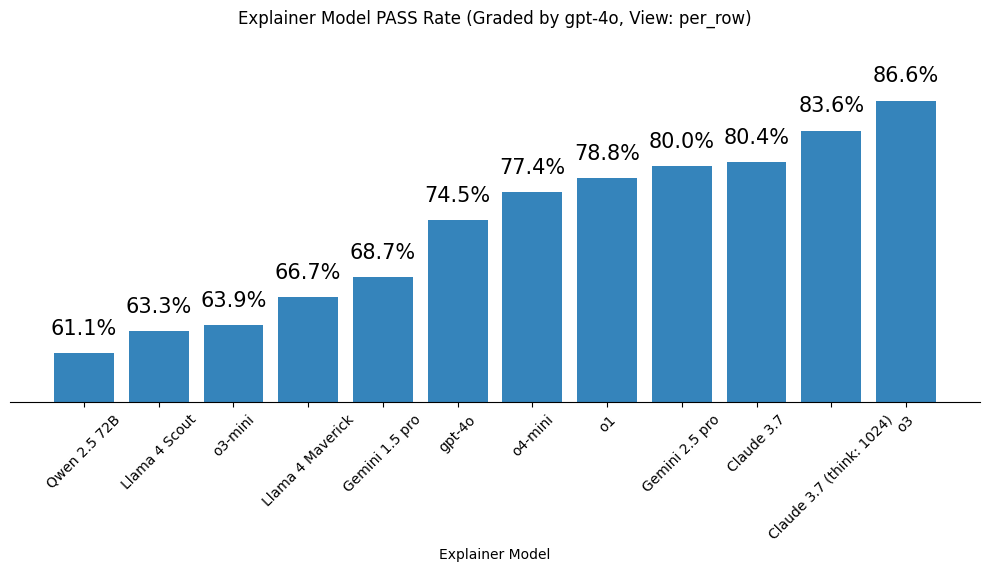 Explainer Model PASS Rate (Graded by gpt-4o, View: per_row)
61.1%
63.3%
63.9%
66.7%
68.7%
74.5%
77.4%
78.8%
80.0%
80.4%
83.6%
86.6%
Qwen 2.5 72B
Llama 4 Scout
o3-mini
Llama 4 Maverick
Gemini 1.5 pro
gpt-4o
o4-mini
o1
Gemini 2.5 pro
Claude 3.7
Claude 3.7 (think: 1024)
o3
Explainer Model